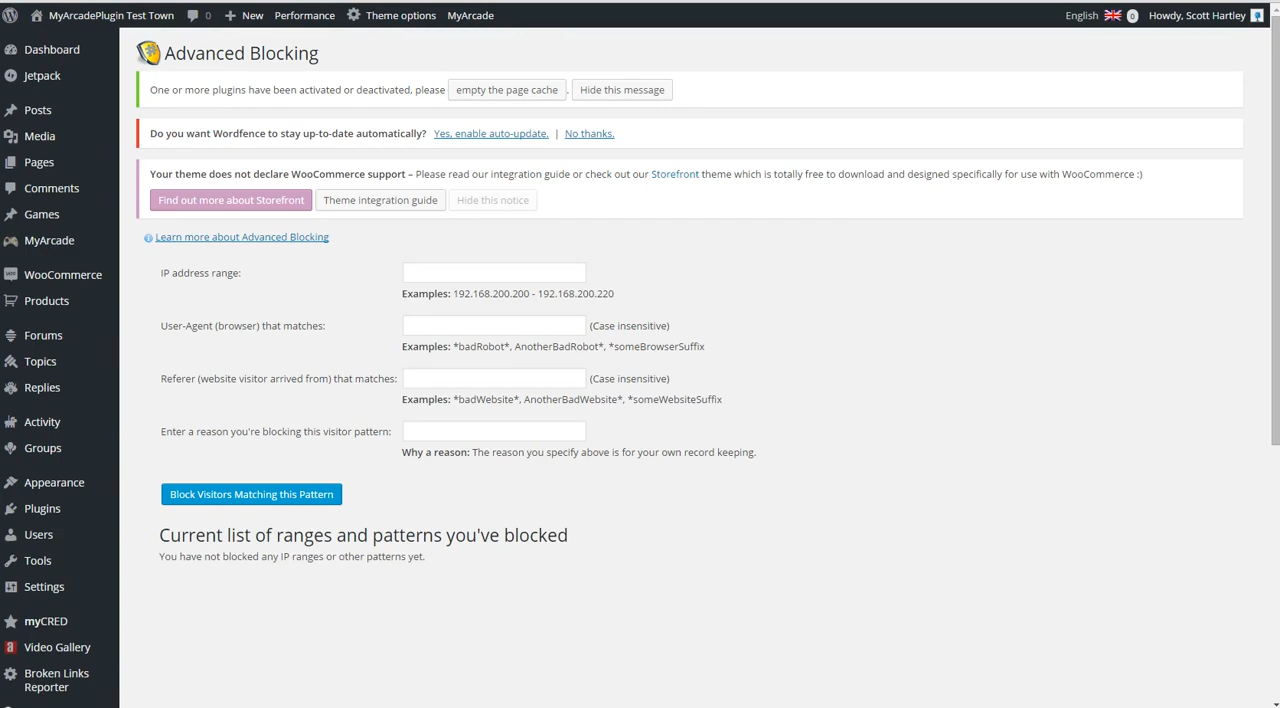 MyArcadePlugin Test Town 0 New Performance Theme options MyArcade English 0 Howdy, Scott Hartley
Dashboard
Jetpack
Posts
Media
Pages
Comments
Games
MyArcade
WooCommerce
Products
Forums
Topics
Replies
Activity
Groups
Appearance
Plugins
Users
Tools
Settings
myCRED
Video Gallery
Broken Links
Reporter
Advanced Blocking
One or more plugins have been activated or deactivated, please empty the page cache . Hide this message
Do you want Wordfence to stay up-to-date automatically? Yes, enable auto-update. | No thanks.
Your theme does not declare WooCommerce support – Please read our integration guide or check out our Storefront theme which is totally free to download and designed specifically for use with WooCommerce :)
Find out more about Storefront Theme integration guide Hide this notice
Learn more about Advanced Blocking
IP address range:
Examples: 192.168.200.200 - 192.168.200.220
User-Agent (browser) that matches: (Case insensitive)
Examples: *badRobot*, AnotherBadRobot*, *someBrowserSuffix
Referer (website visitor arrived from) that matches: (Case insensitive)
Examples: *badWebsite*, AnotherBadWebsite*, *someWebsiteSuffix
Enter a reason you're blocking this visitor pattern:
Why a reason: The reason you specify above is for your own record keeping.
Block Visitors Matching this Pattern
Current list of ranges and patterns you've blocked
You have not blocked any IP ranges or other patterns yet.